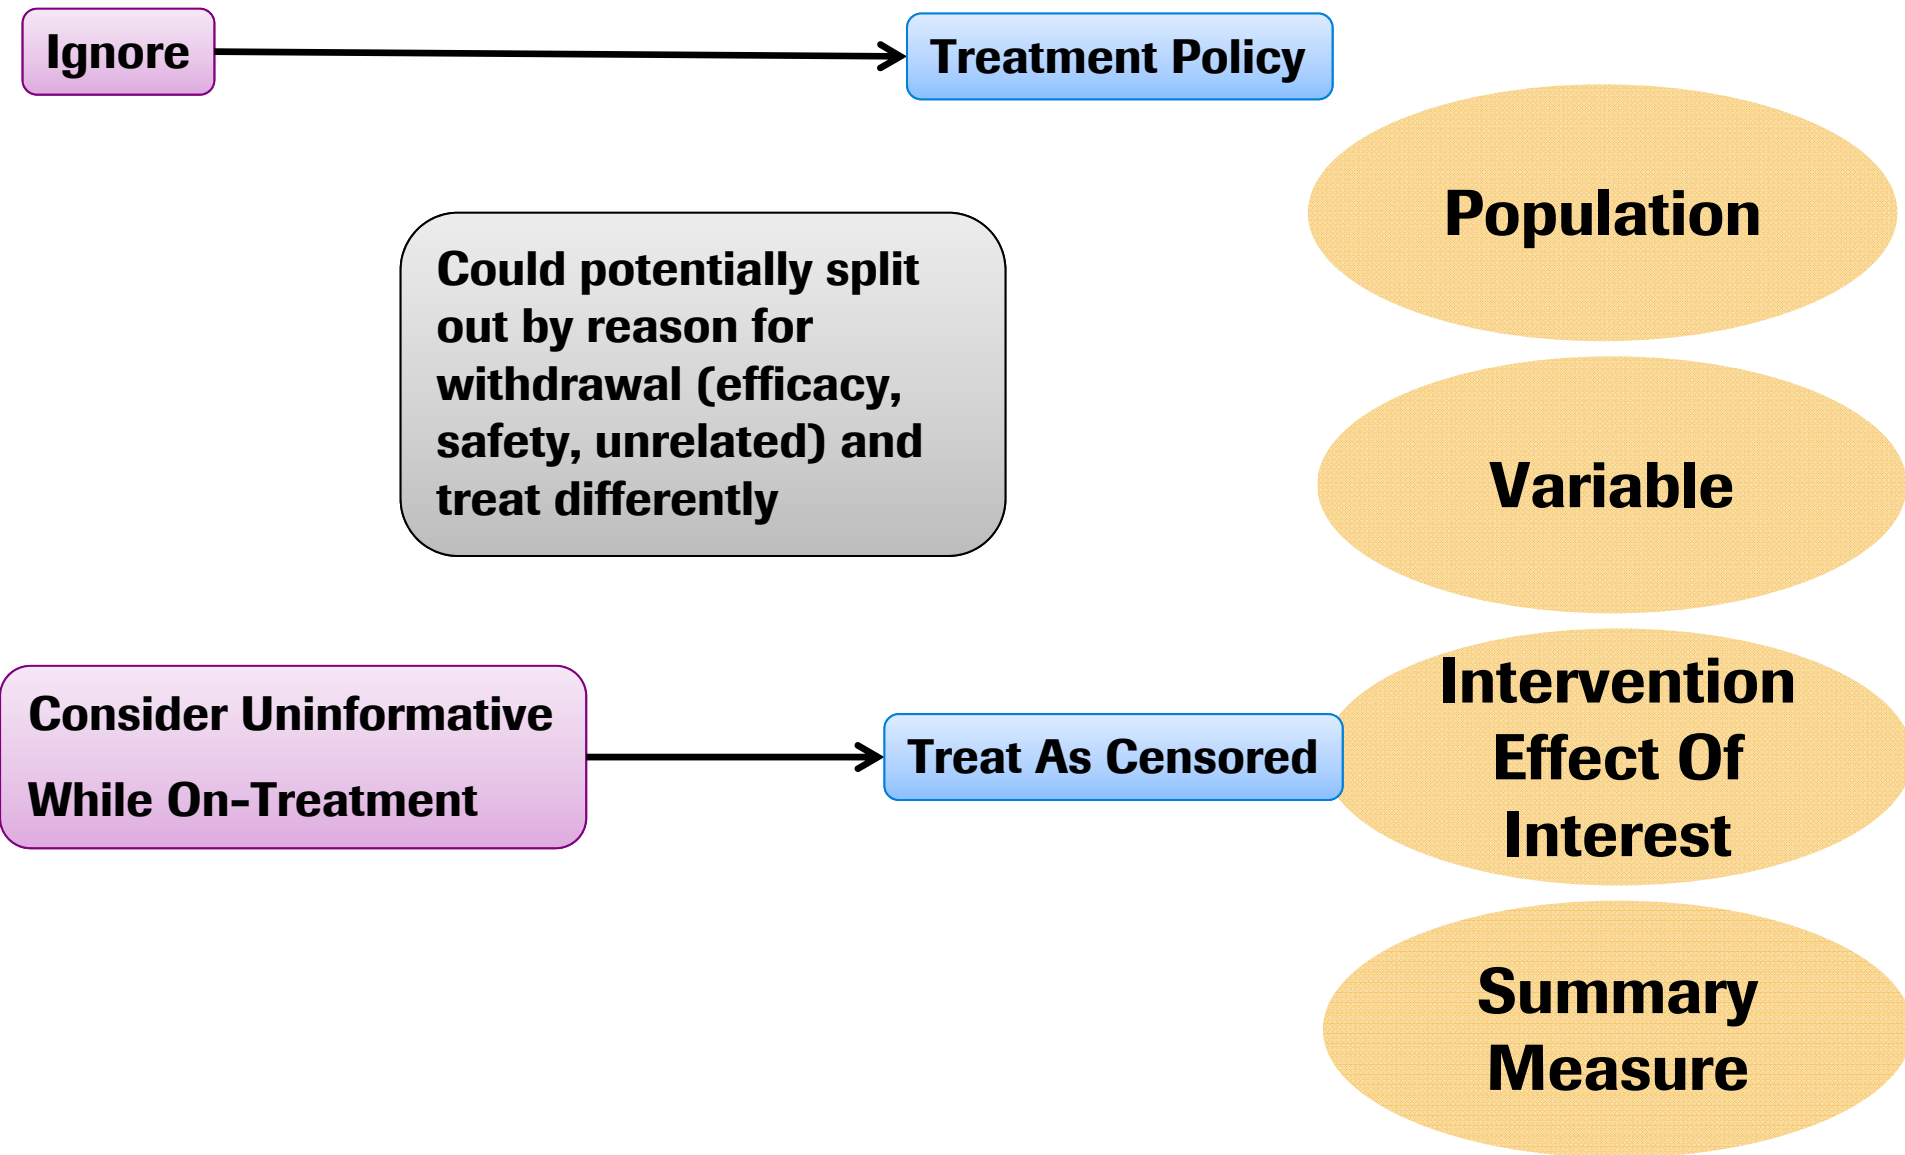 Ignore
Treatment Policy
Population
Could potentially split
out by reason for
withdrawal (efficacy,
safety, unrelated) and
treat differently
Variable
Consider Uninformative
While On-Treatment
Treat As Censored
Intervention
Effect Of
Interest
Summary
Measure